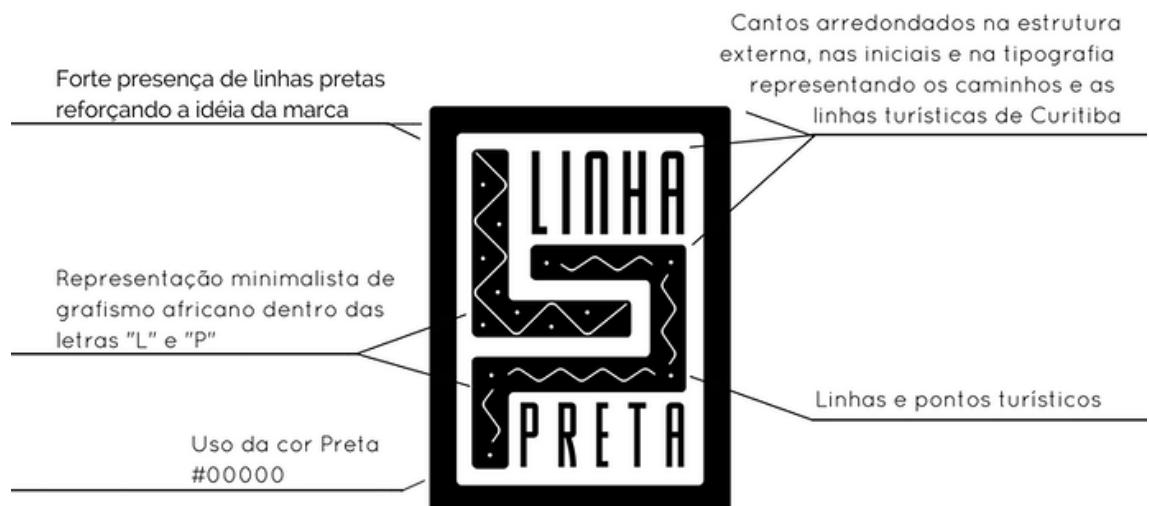 Forte presença de linhas pretas
reforçando a idéia da marca
Cantos arredondados na estrutura
externa, nas iniciais e na tipografia
representando os caminhos e as
linhas turísticas de Curitiba
LINHA
PRETA
Representação minimalista de
grafismo africano dentro das
letras "L" e "P"
Linhas e pontos turísticos
Uso da cor Preta
#00000